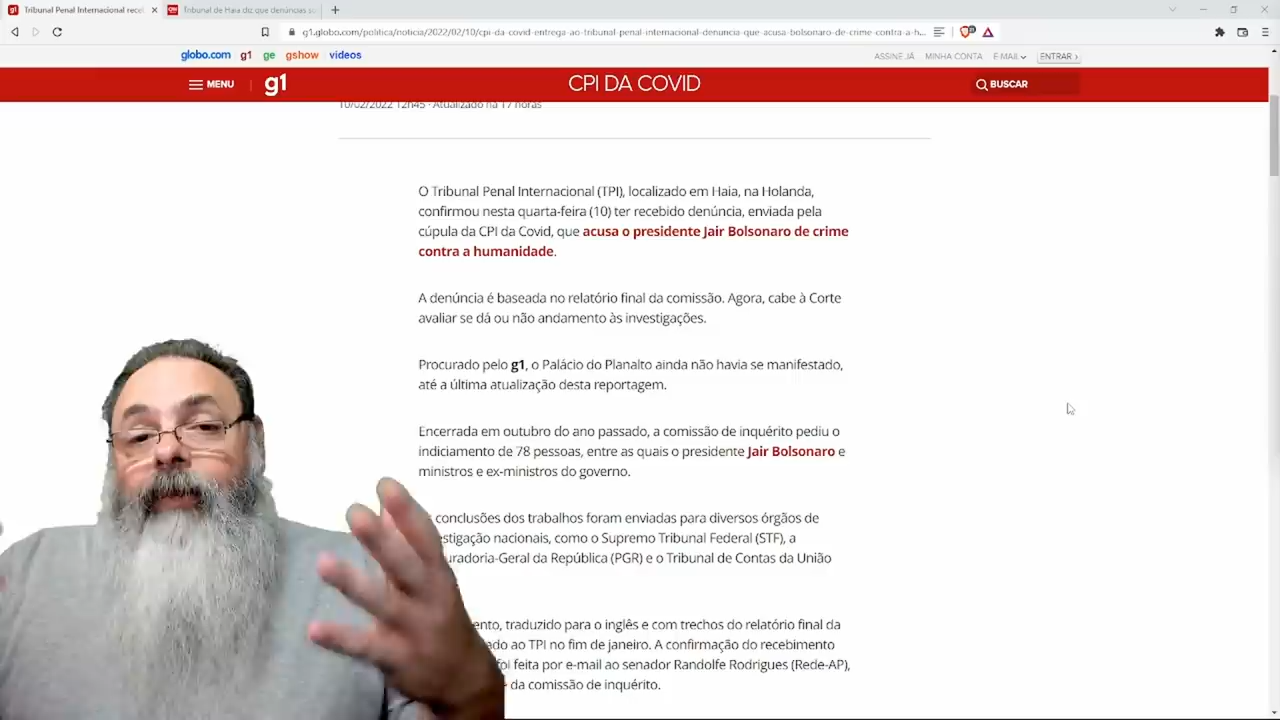 Tribunal Penal Internacional rece
Tribunal de Haia diz que denúncias su
g1.globo.com/politica/noticia/2022/02/10/cpi-da-covid-entrega-ao-tribunal-penal-internacional-denuncia-que-acusa-bolsonaro-de-crime-contra-a-h...
globo.com g1 ge gshow vídeos
ASSINE JÁ MINHA CONTA E-MAIL ENTRAR ›
MENU g1 CPI DA COVID BUSCAR
10/02/2022 12h45 · Atualizado há 17 horas
O Tribunal Penal Internacional (TPI), localizado em Haia, na Holanda,
confirmou nesta quarta-feira (10) ter recebido denúncia, enviada pela
cúpula da CPI da Covid, que acusa o presidente Jair Bolsonaro de crime
contra a humanidade.
A denúncia é baseada no relatório final da comissão. Agora, cabe à Corte
avaliar se dá ou não andamento às investigações.
Procurado pelo g1, o Palácio do Planalto ainda não havia se manifestado,
até a última atualização desta reportagem.
Encerrada em outubro do ano passado, a comissão de inquérito pediu o
indiciamento de 78 pessoas, entre as quais o presidente Jair Bolsonaro e
ministros e ex-ministros do governo.
conclusões dos trabalhos foram enviadas para diversos órgãos de
estigação nacionais, como o Supremo Tribunal Federal (STF), a
uradoria-Geral da República (PGR) e o Tribunal de Contas da União
ento, traduzido para o inglês e com trechos do relatório final da
ado ao TPI no fim de janeiro. A confirmação do recebimento
foi feita por e-mail ao senador Randolfe Rodrigues (Rede-AP),
da comissão de inquérito.